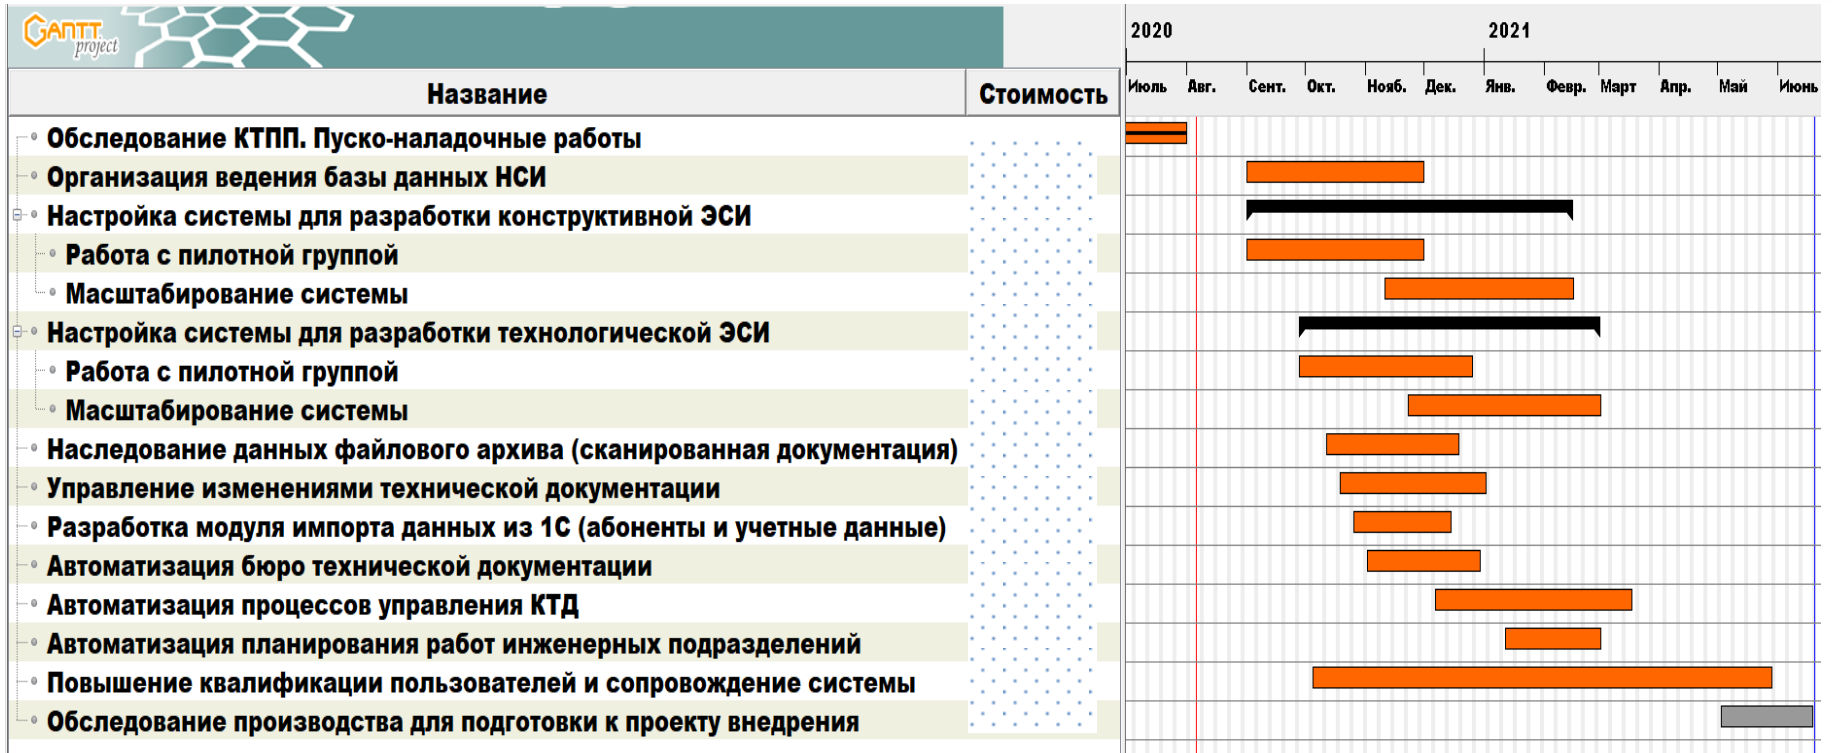 GANTT
project
2020
2021
Название
Стоимость
Июль Авг. Сент. Окт. Нояб. Дек. Янв. Февр. Март Апр. Май Июнь
Обследование КТПП. Пуско-наладочные работы
Организация ведения базы данных НСИ
Настройка системы для разработки конструктивной ЭСИ
Работа с пилотной группой
Масштабирование системы
Настройка системы для разработки технологической ЭСИ
Работа с пилотной группой
Масштабирование системы
Наследование данных файлового архива (сканированная документация)
Управление изменениями технической документации
Разработка модуля импорта данных из 1С (абоненты и учетные данные)
Автоматизация бюро технической документации
Автоматизация процессов управления КТД
Автоматизация планирования работ инженерных подразделений
Повышение квалификации пользователей и сопровождение системы
Обследование производства для подготовки к проекту внедрения